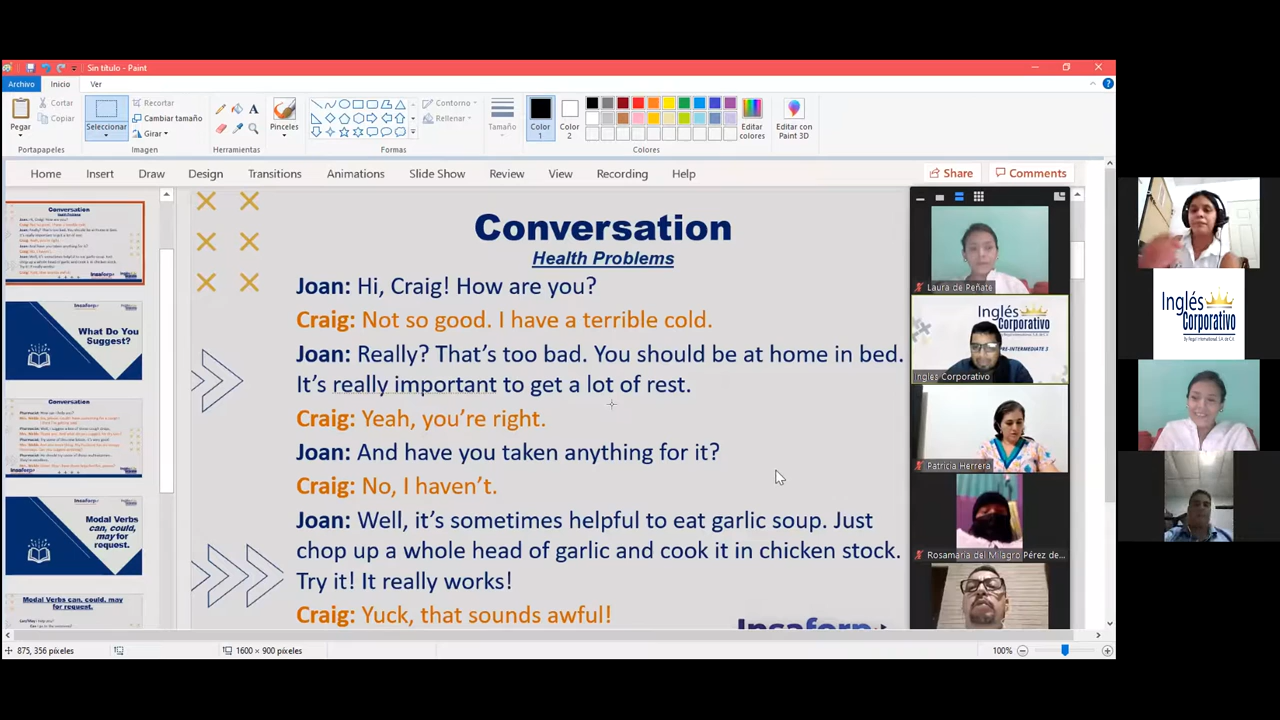 Sin título - Paint
Archivo Inicio Ver
Pegar
Cortar
Copiar
Portapapeles
Seleccionar
Recortar
Cambiar tamaño
Girar
Imagen
A
Herramientas
Pinceles
Contorno
Rellenar
Formas
Tamaño
Color 1
Color 2
Editar colores
Colores
Editar con Paint 3D
Home Insert Draw Design Transitions Animations Slide Show Review View Recording Help Share Comments
Conversation
What Do You
Suggest?
Conversation
Modal Verbs
can, could,
may for
request.
Modal Verbs can, could, may
for request.
Conversation
Health Problems
Joan: Hi, Craig! How are you?
Craig: Not so good. I have a terrible cold.
Joan: Really? That's too bad. You should be at home in bed.
It's really important to get a lot of rest.
Craig: Yeah, you're right.
Joan: And have you taken anything for it?
Craig: No, I haven't.
Joan: Well, it's sometimes helpful to eat garlic soup. Just
chop up a whole head of garlic and cook it in chicken stock.
Try it! It really works!
Craig: Yuck, that sounds awful!
Insaforp
Laura de Peñate
Inglés
Corporativo
PRE-INTERMEDIATE 3
Ingles Corporativo
Patricia Herrera
Rosamaria del Milagro Pérez de...
Inglés
Corporativo
875, 356 píxeles
1600 × 900 píxeles
100%